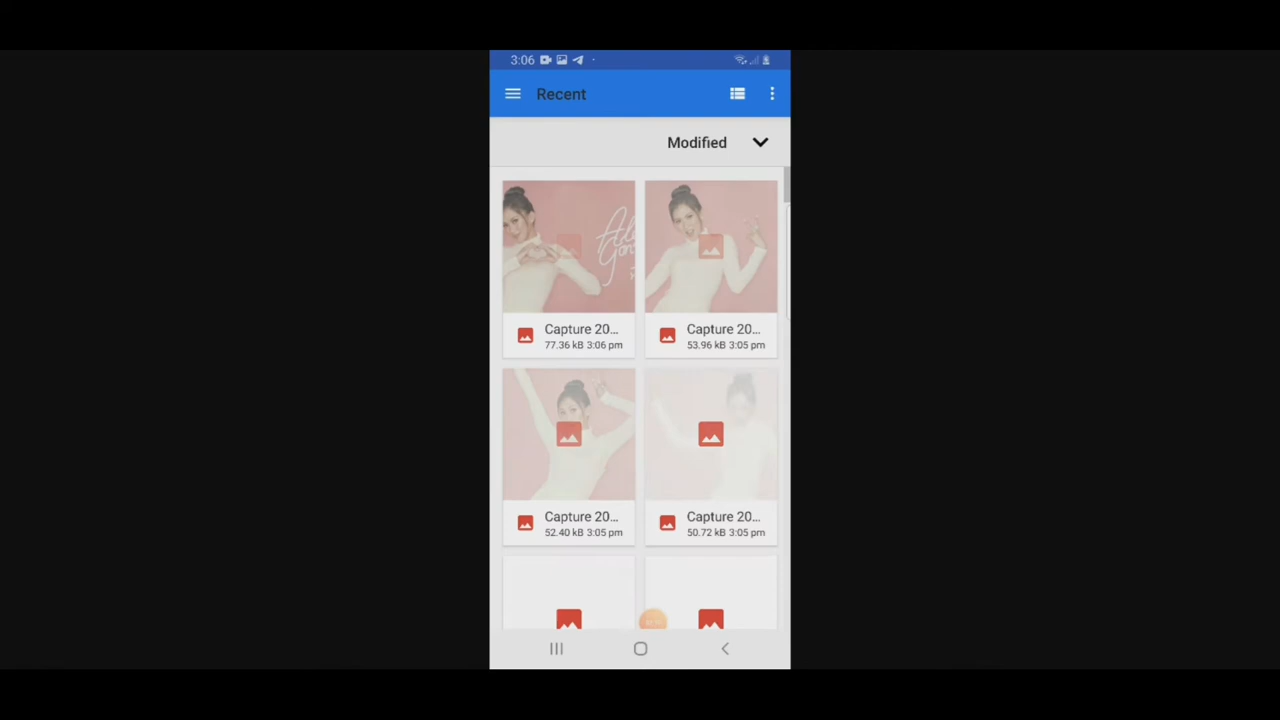 3:06
Recent
Modified
Capture 20...
77.36 kB 3:06 pm
Capture 20...
53.96 kB 3:05 pm
Capture 20...
52.40 kB 3:05 pm
Capture 20...
50.72 kB 3:05 pm